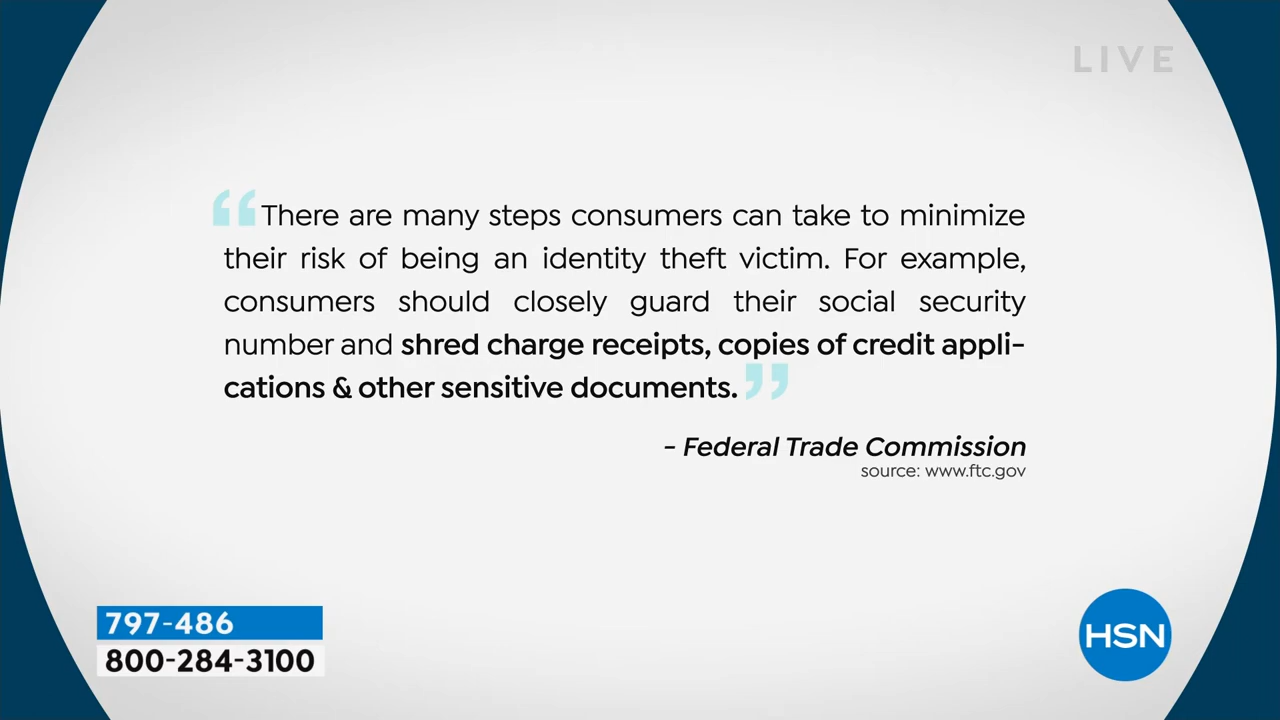 LIVE
“There are many steps consumers can take to minimize
their risk of being an identity theft victim. For example,
consumers should closely guard their social security
number and shred charge receipts, copies of credit appli-
cations & other sensitive documents.”
- Federal Trade Commission
source: www.ftc.gov
797-486
800-284-3100
HSN